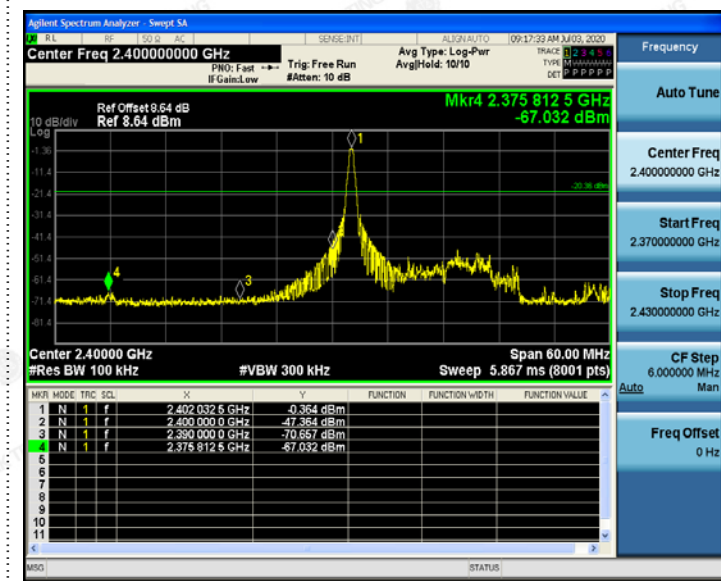 Agilent Spectrum Analyzer - Swept SA
RL RF 50 Ω AC SENSE:INT ALIGNAUTO 09:17:33 AM Jul 03, 2020
Center Freq 2.400000000 GHz
PNO: Fast
IFGain:Low
Trig: Free Run
#Atten: 10 dB
Avg Type: Log-Pwr
Avg|Hold: 10/10
TRACE 1 2 3 4 5 6
TYPE M
DET P P P P P P
Ref Offset 8.64 dB
10 dB/div Ref 8.64 dBm
Log
Mkr4 2.375 812 5 GHz
-67.032 dBm
-1.36
-11.4
-21.4
-31.4
-41.4
-51.4
-61.4
-71.4
-81.4
1
-20.36 dBm
4
3
Center 2.40000 GHz Span 60.00 MHz
#Res BW 100 kHz #VBW 300 kHz Sweep 5.867 ms (8001 pts)
MKR MODE TRC SCL X Y FUNCTION FUNCTION WIDTH FUNCTION VALUE
1 N 1 f 2.402 032 5 GHz -0.364 dBm
2 N 1 f 2.400 000 0 GHz -47.364 dBm
3 N 1 f 2.390 000 0 GHz -70.657 dBm
4 N 1 f 2.375 812 5 GHz -67.032 dBm
5
6
7
8
9
10
11
MSG STATUS
Frequency
Auto Tune
Center Freq
2.400000000 GHz
Start Freq
2.370000000 GHz
Stop Freq
2.430000000 GHz
CF Step
6.000000 MHz
Auto Man
Freq Offset
0 Hz